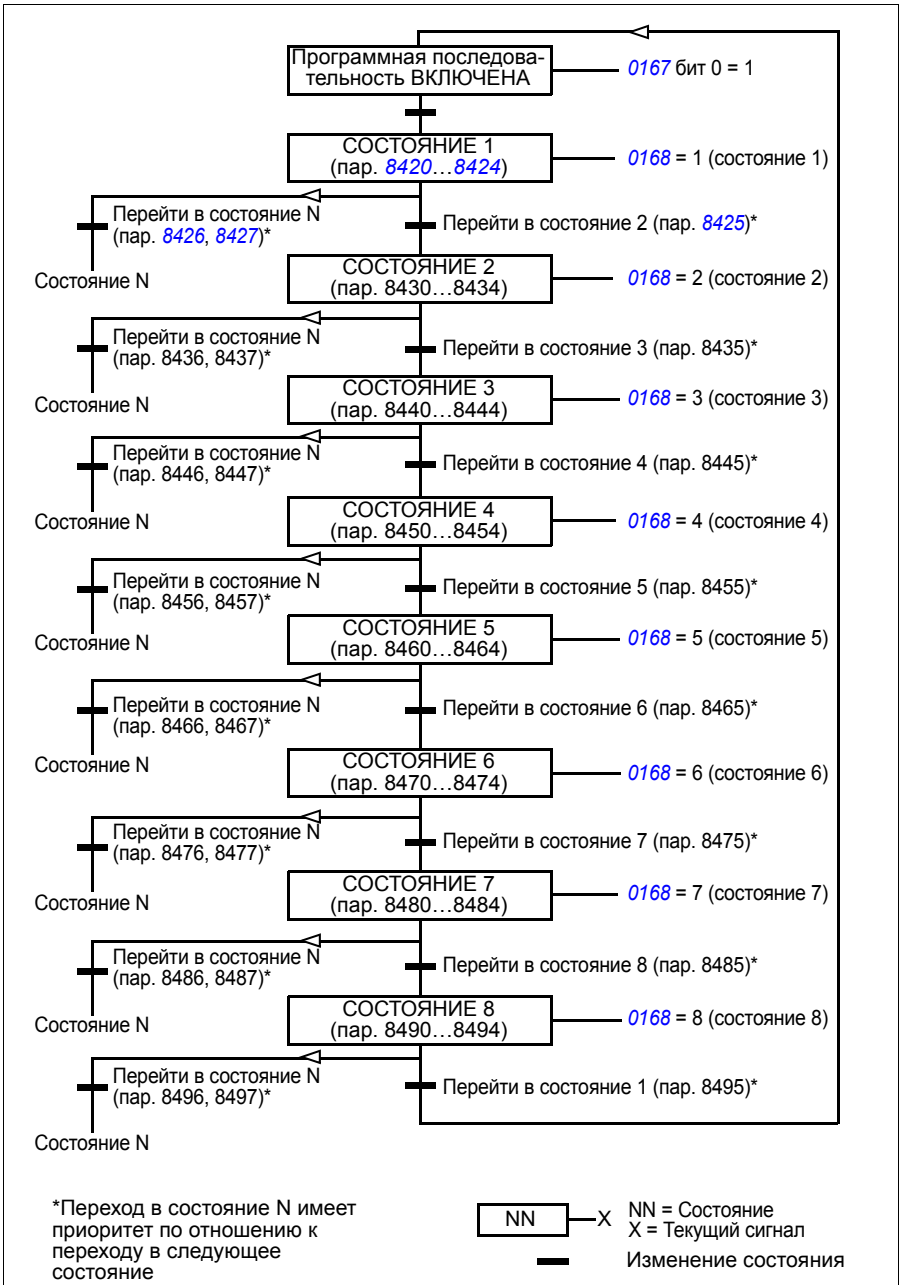 Программная последова-
тельность ВКЛЮЧЕНА
0167 бит 0 = 1
СОСТОЯНИЕ 1
(пар. 8420…8424)
0168 = 1 (состояние 1)
Перейти в состояние N
(пар. 8426, 8427)*
Перейти в состояние 2 (пар. 8425)*
Состояние N
СОСТОЯНИЕ 2
(пар. 8430…8434)
0168 = 2 (состояние 2)
Перейти в состояние N
(пар. 8436, 8437)*
Перейти в состояние 3 (пар. 8435)*
Состояние N
СОСТОЯНИЕ 3
(пар. 8440…8444)
0168 = 3 (состояние 3)
Перейти в состояние N
(пар. 8446, 8447)*
Перейти в состояние 4 (пар. 8445)*
Состояние N
СОСТОЯНИЕ 4
(пар. 8450…8454)
0168 = 4 (состояние 4)
Перейти в состояние N
(пар. 8456, 8457)*
Перейти в состояние 5 (пар. 8455)*
Состояние N
СОСТОЯНИЕ 5
(пар. 8460…8464)
0168 = 5 (состояние 5)
Перейти в состояние N
(пар. 8466, 8467)*
Перейти в состояние 6 (пар. 8465)*
Состояние N
СОСТОЯНИЕ 6
(пар. 8470…8474)
0168 = 6 (состояние 6)
Перейти в состояние N
(пар. 8476, 8477)*
Перейти в состояние 7 (пар. 8475)*
Состояние N
СОСТОЯНИЕ 7
(пар. 8480…8484)
0168 = 7 (состояние 7)
Перейти в состояние N
(пар. 8486, 8487)*
Перейти в состояние 8 (пар. 8485)*
Состояние N
СОСТОЯНИЕ 8
(пар. 8490…8494)
0168 = 8 (состояние 8)
Перейти в состояние N
(пар. 8496, 8497)*
Перейти в состояние 1 (пар. 8495)*
Состояние N
*Переход в состояние N имеет
приоритет по отношению к
переходу в следующее
состояние
NN
X
NN = Состояние
X = Текущий сигнал
Изменение состояния